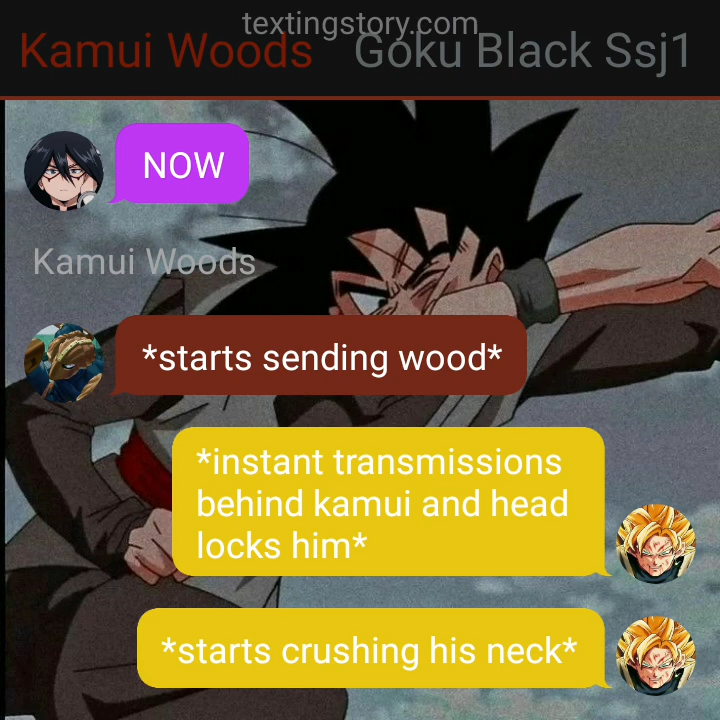 textingstory.com
Kamui Woods Goku Black Ssj1
NOW
Kamui Woods
*starts sending wood*
*instant transmissions
behind kamui and head
locks him*
*starts crushing his neck*